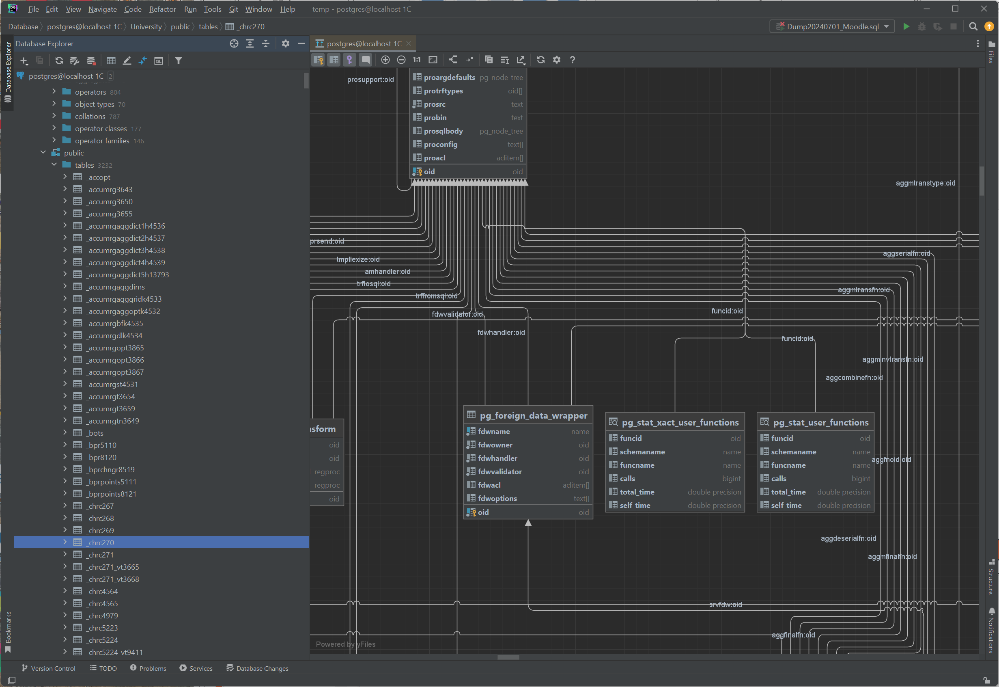 DG
File Edit View Navigate Code Refactor Run Tools Git Window Help temp - postgres@localhost 1C
Database postgres@localhost 1C University public tables _chrc270
Dump20240701_Moodle.sql
Database Explorer
QL
postgres@localhost 1C 2
operators 804
object types 70
collations 787
operator classes 177
operator families 146
public
tables 3232
_accopt
_accumrg3643
_accumrg3650
_accumrg3655
_accumrgaggdict1h4536
_accumrgaggdict2h4537
_accumrgaggdict3h4538
_accumrgaggdict4h4539
_accumrgaggdict5h13793
_accumrgaggdims
_accumrgagggridk4533
_accumrgaggoptk4532
_accumrgbfk4535
_accumrgdlk4534
_accumrgopt3865
_accumrgopt3866
_accumrgopt3867
_accumrgst4531
_accumrgt3654
_accumrgt3659
_accumrgtn3649
_bots
_bpr5110
_bpr8120
_bprchngr8519
_bprpoints5111
_bprpoints8121
_chrc267
_chrc268
_chrc269
_chrc270
_chrc271
_chrc271_vt3665
_chrc271_vt3668
_chrc4564
_chrc4565
_chrc4979
_chrc5223
_chrc5224
_chrc5224_vt9411
Database Explorer
Bookmarks
postgres@localhost 1C
1:1
?
prosupport:oid
proargdefaults pg_node_tree
protrftypes oid[]
prosrc text
probin text
prosqlbody pg_node_tree
proconfig text[]
proacl aclitem[]
oid oid
aggmtranstype:oid
prsend:oid
aggserialfn:oid
tmpllexize:oid
amhandler:oid
trftosql:oid
aggmtransfn:oid
trffromsql:oid
funcid:oid
fdwvalidator:oid
fdwhandler:oid
funcid:oid
aggminvtransfn:oid
aggcombinefn:oid
nsform
oid
oid
regproc
regproc
oid
pg_foreign_data_wrapper
fdwname name
fdwowner oid
fdwhandler oid
fdwvalidator oid
fdwacl aclitem[]
fdwoptions text[]
oid oid
pg_stat_xact_user_functions
funcid oid
schemaname name
funcname name
calls bigint
total_time double precision
self_time double precision
pg_stat_user_functions
funcid oid
schemaname name
funcname name
calls bigint
total_time double precision
self_time double precision
aggfnoid:oid
aggdeserialfn:oid
aggmfinalfn:oid
srvfdw:oid
aggfinalfn:oid
Powered by yFiles
Files
Structure
Notifications
Version Control TODO Problems Services Database Changes